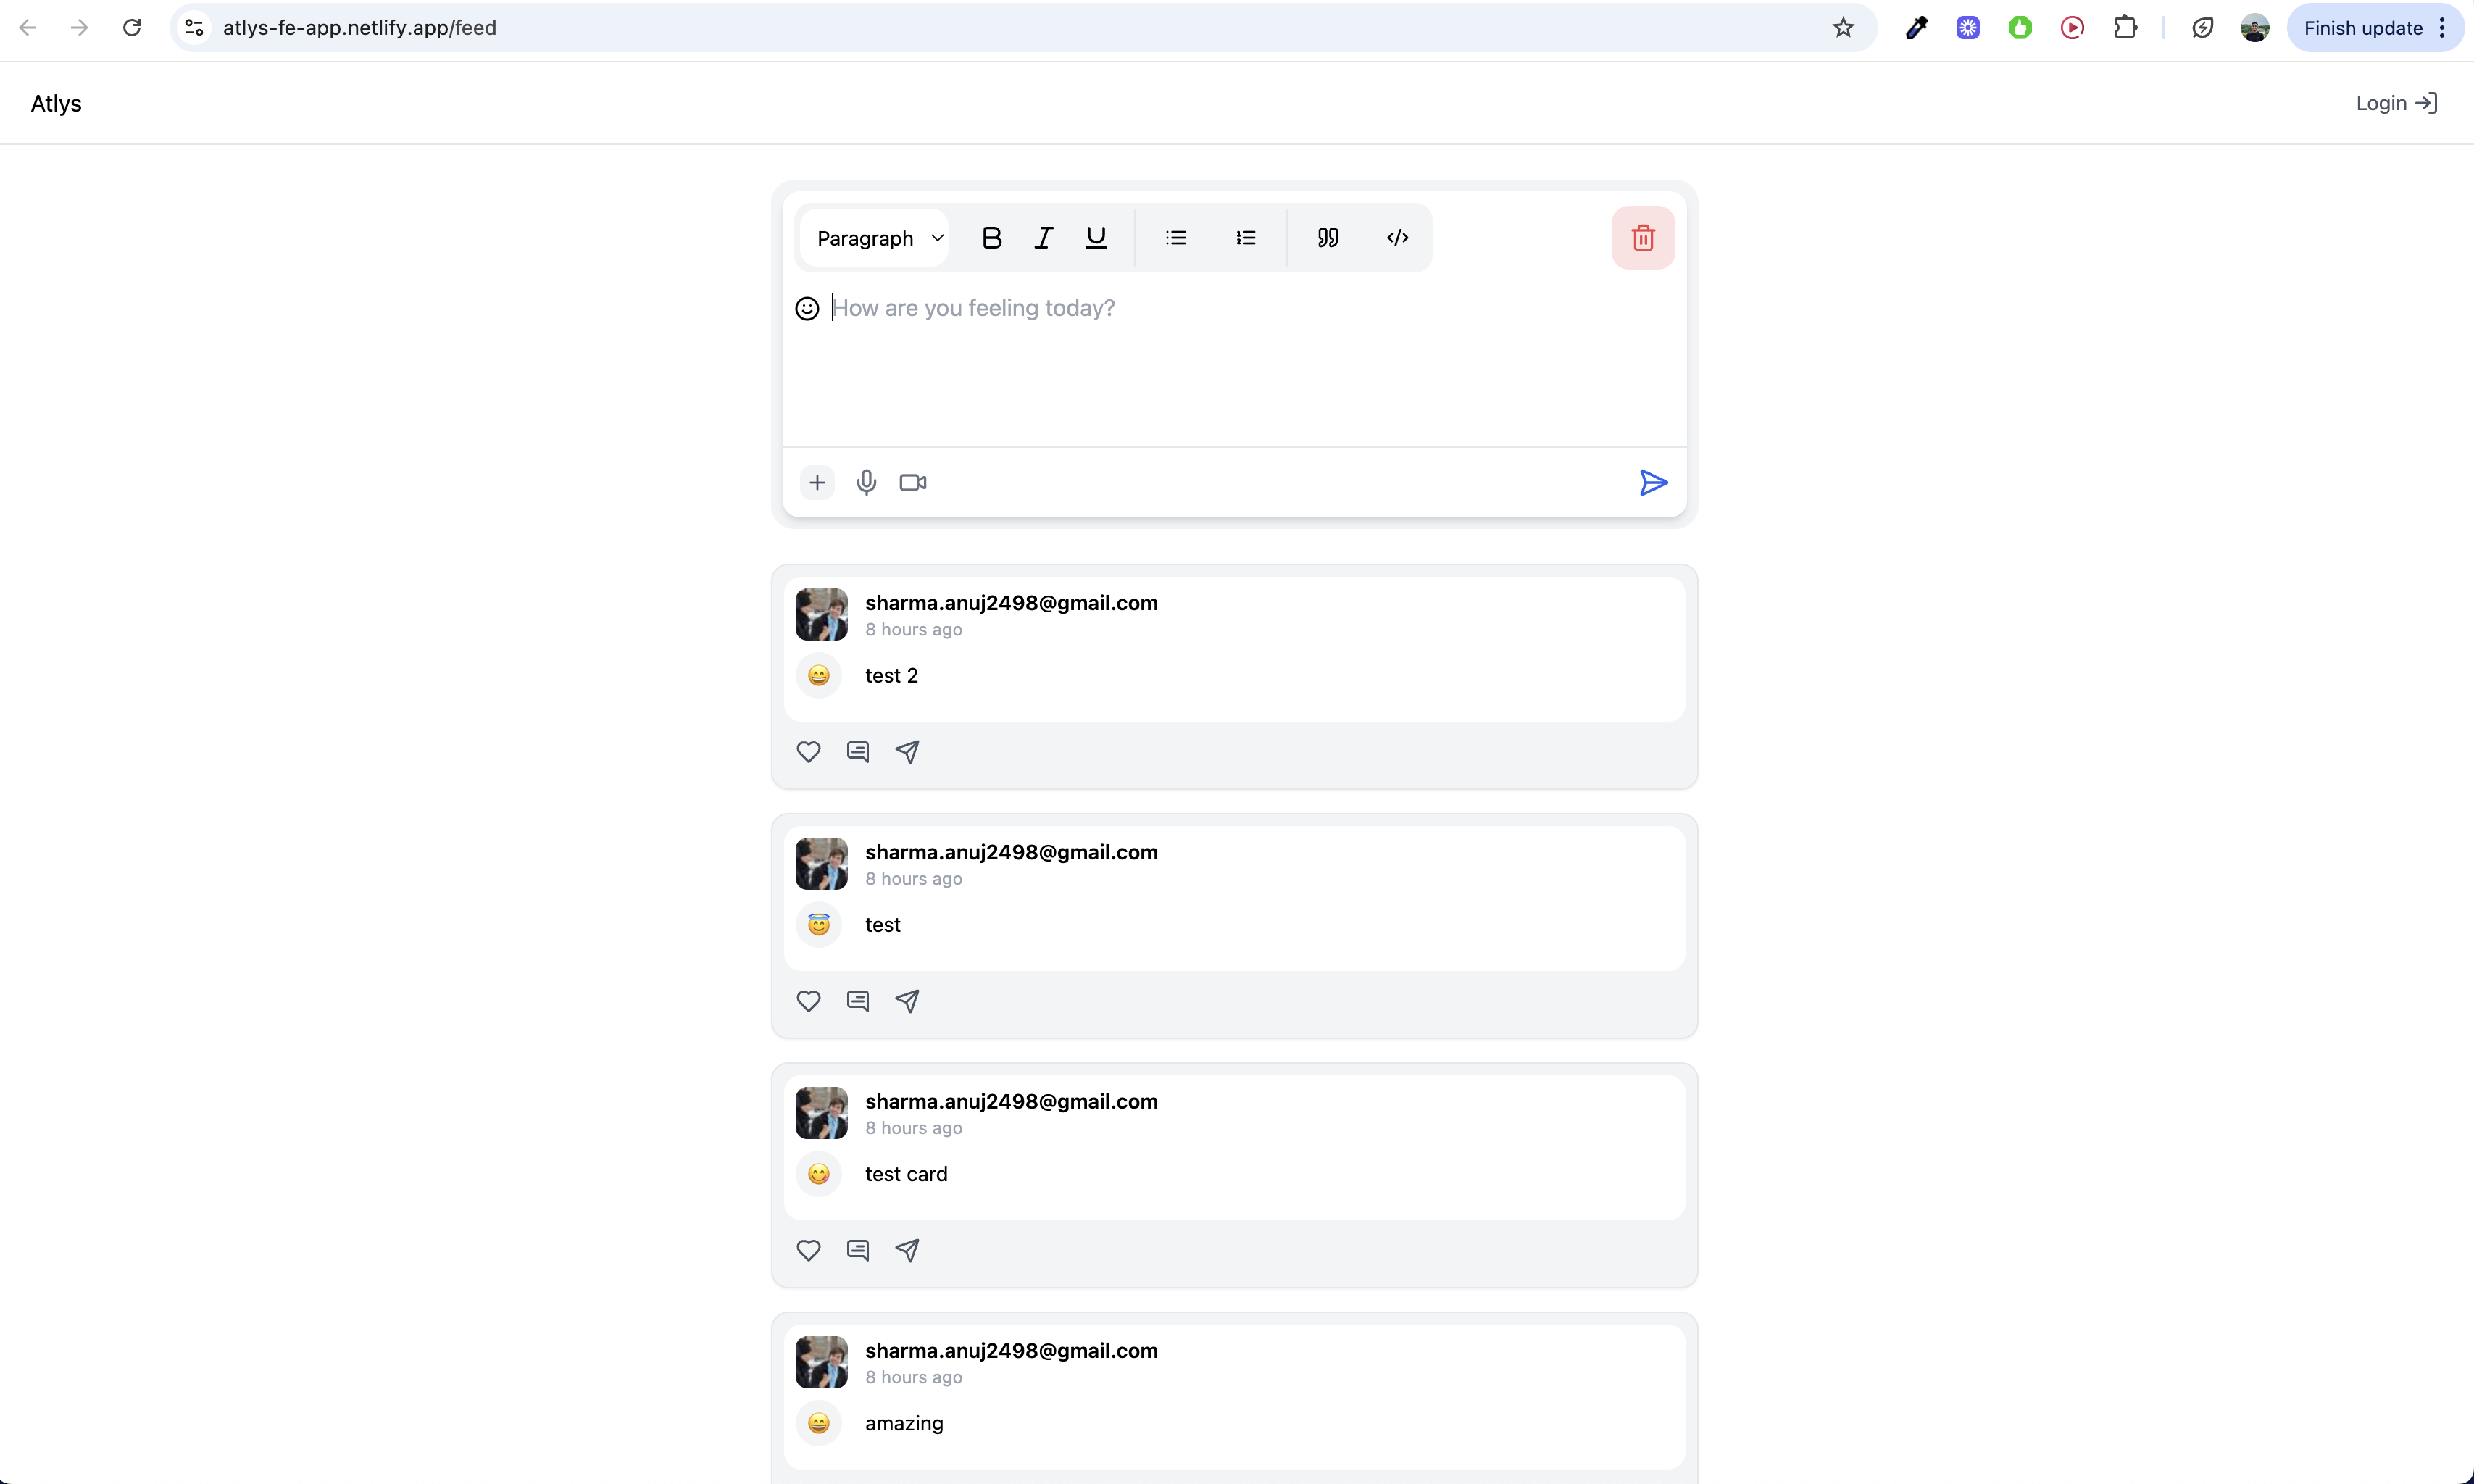 atlys-fe-app.netlify.app/feed
Finish update
Atlys
Login
Paragraph
B I U
How are you feeling today?
sharma.anuj2498@gmail.com
8 hours ago
test 2
sharma.anuj2498@gmail.com
8 hours ago
test
sharma.anuj2498@gmail.com
8 hours ago
test card
sharma.anuj2498@gmail.com
8 hours ago
amazing